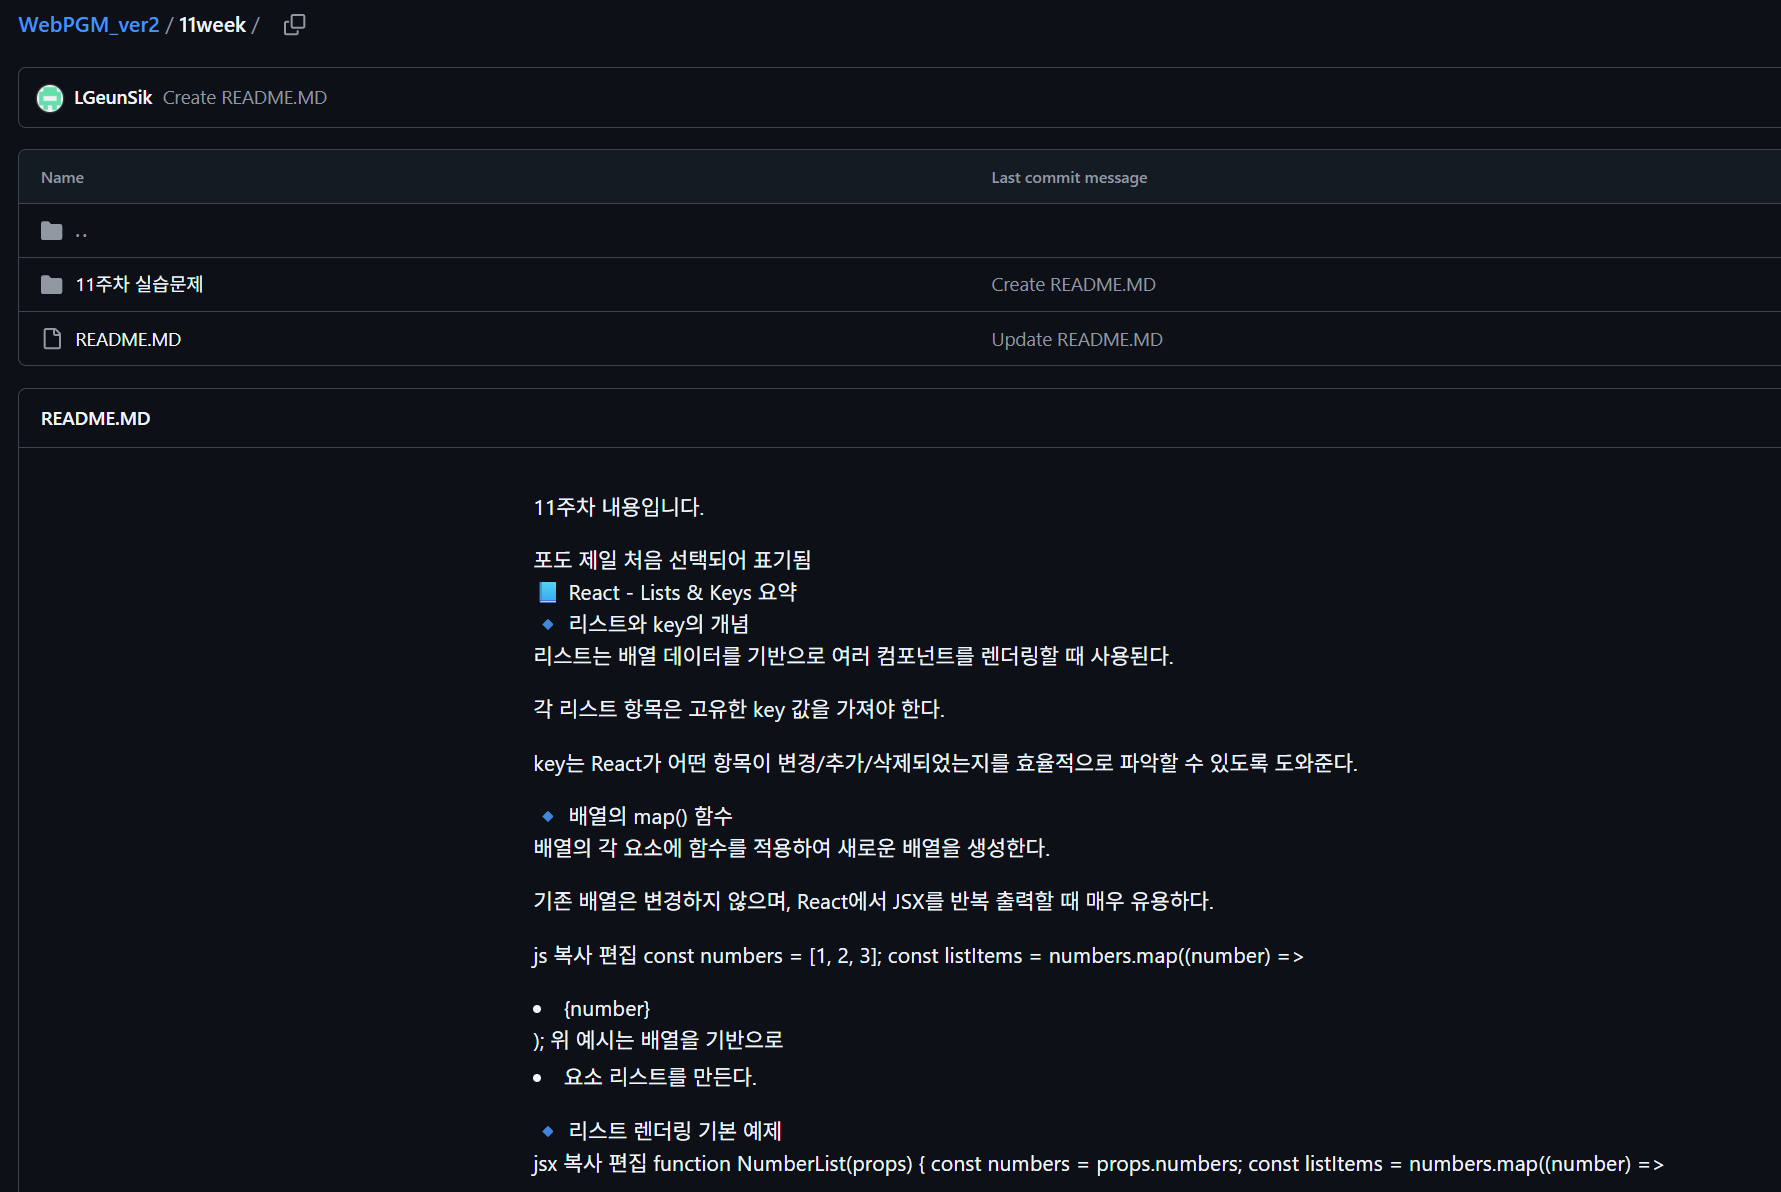 WebPGM_ver2 / 11week /
LGeunSik Create README.MD
Name Last commit message
..
11주차 실습문제 Create README.MD
README.MD Update README.MD
README.MD
11주차 내용입니다.
포도 제일 처음 선택되어 표기됨
📘 React - Lists & Keys 요약
🔹 리스트와 key의 개념
리스트는 배열 데이터를 기반으로 여러 컴포넌트를 렌더링할 때 사용된다.
각 리스트 항목은 고유한 key 값을 가져야 한다.
key는 React가 어떤 항목이 변경/추가/삭제되었는지를 효율적으로 파악할 수 있도록 도와준다.
🔹 배열의 map() 함수
배열의 각 요소에 함수를 적용하여 새로운 배열을 생성한다.
기존 배열은 변경하지 않으며, React에서 JSX를 반복 출력할 때 매우 유용하다.
js 복사 편집 const numbers = [1, 2, 3]; const listItems = numbers.map((number) =>
• {number}
); 위 예시는 배열을 기반으로
• 요소 리스트를 만든다.
🔹 리스트 렌더링 기본 예제
jsx 복사 편집 function NumberList(props) { const numbers = props.numbers; const listItems = numbers.map((number) =>